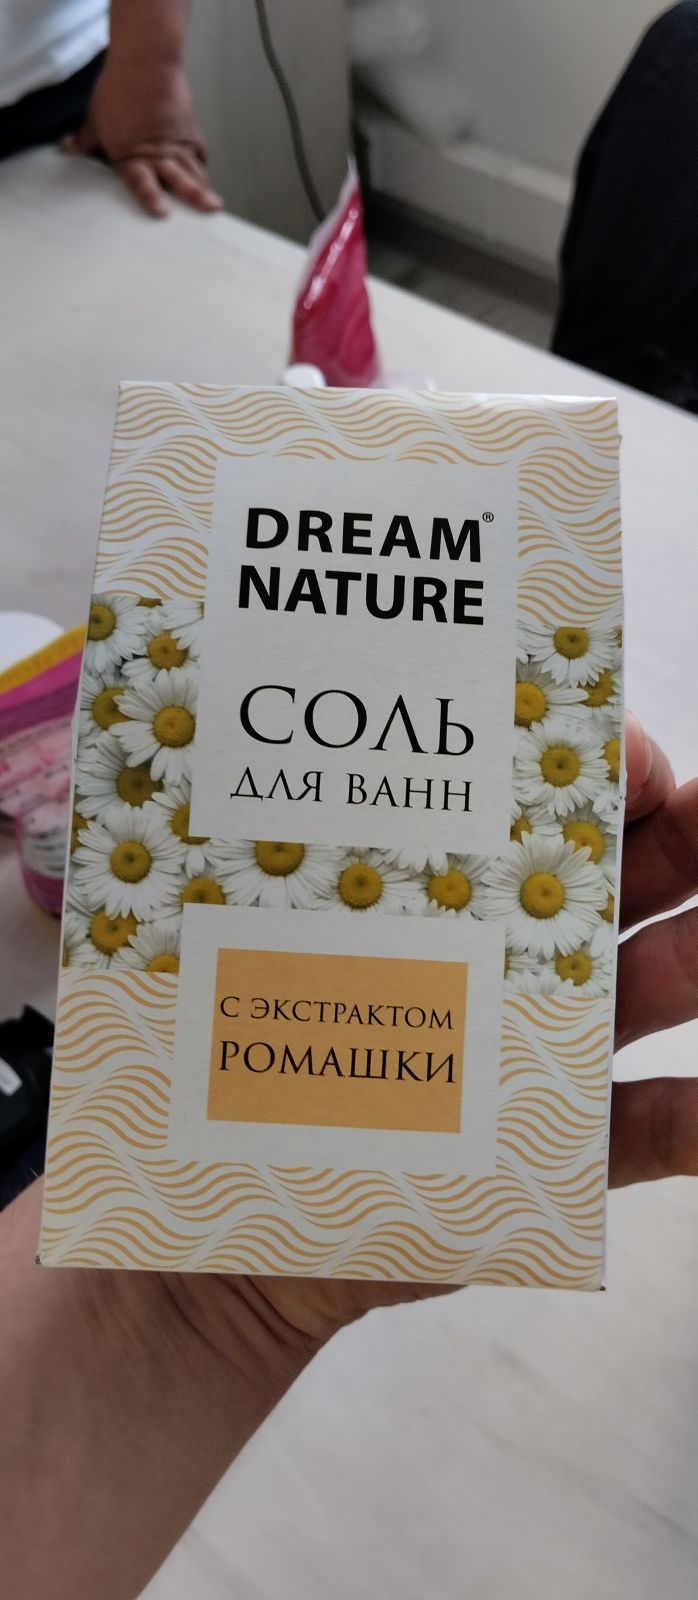 DREAM®
NATURE
СОЛЬ
ДЛЯ ВАНН
С ЭКСТРАКТОМ
РОМАШКИ